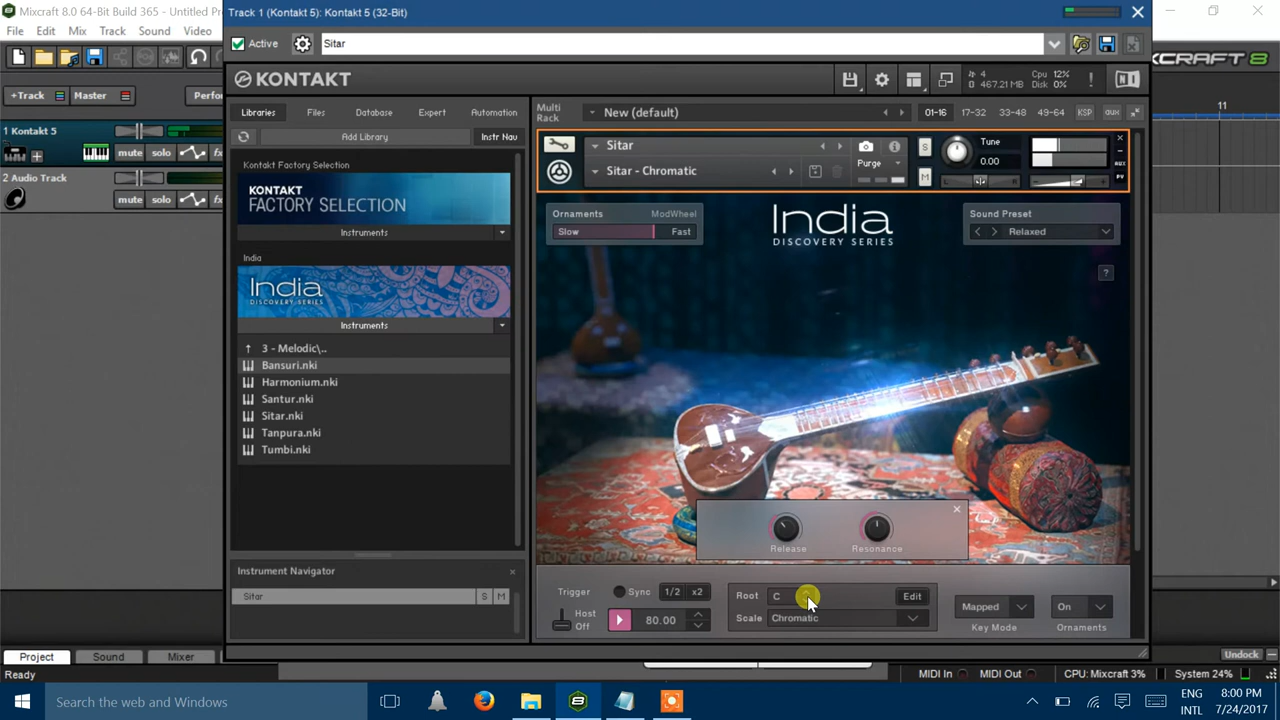 Mixcraft 8.0 64-Bit Build 365 - Untitled Pr
Track 1 (Kontakt 5): Kontakt 5 (32-Bit)
File Edit Mix Track Sound Video
Active
Sitar
XCRAFT 8
KONTAKT
4
467.21 MB
Cpu 12%
Disk 0%
!
+Track
Master
Perfo
Libraries Files Database Expert Automation
Multi Rack
New (default)
01-16 17-32 33-48 49-64 KSP AUX
11
1 Kontakt 5
mute solo fx
Add Library
Instr Nav
2 Audio Track
mute solo fx
Kontakt Factory Selection
KONTAKT
FACTORY SELECTION
Instruments
India
India
DISCOVERY SERIES
Instruments
3 - Melodic\..
Bansuri.nki
Harmonium.nki
Santur.nki
Sitar.nki
Tanpura.nki
Tumbi.nki
Instrument Navigator
Sitar
S M
Sitar
Sitar - Chromatic
Purge
S
M
Tune
0.00
L R
AUX
PV
Ornaments ModWheel
Slow Fast
India
DISCOVERY SERIES
Sound Preset
Relaxed
?
Release
Resonance
Trigger
Sync
1/2 x2
Host
Off
80.00
Root C
Edit
Scale Chromatic
Mapped
Key Mode
On
Ornaments
Project Sound Mixer
Undock
Ready
MIDI In MIDI Out CPU: Mixcraft 3% System 24%
Search the web and Windows
ENG
INTL
8:00 PM
7/24/2017